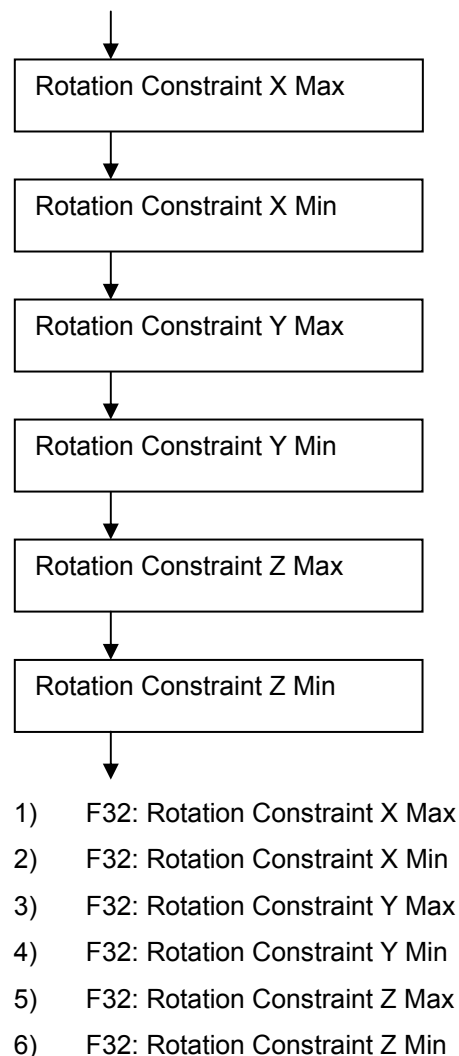 Rotation Constraint X Max
Rotation Constraint X Min
Rotation Constraint Y Max
Rotation Constraint Y Min
Rotation Constraint Z Max
Rotation Constraint Z Min
1) F32: Rotation Constraint X Max
2) F32: Rotation Constraint X Min
3) F32: Rotation Constraint Y Max
4) F32: Rotation Constraint Y Min
5) F32: Rotation Constraint Z Max
6) F32: Rotation Constraint Z Min